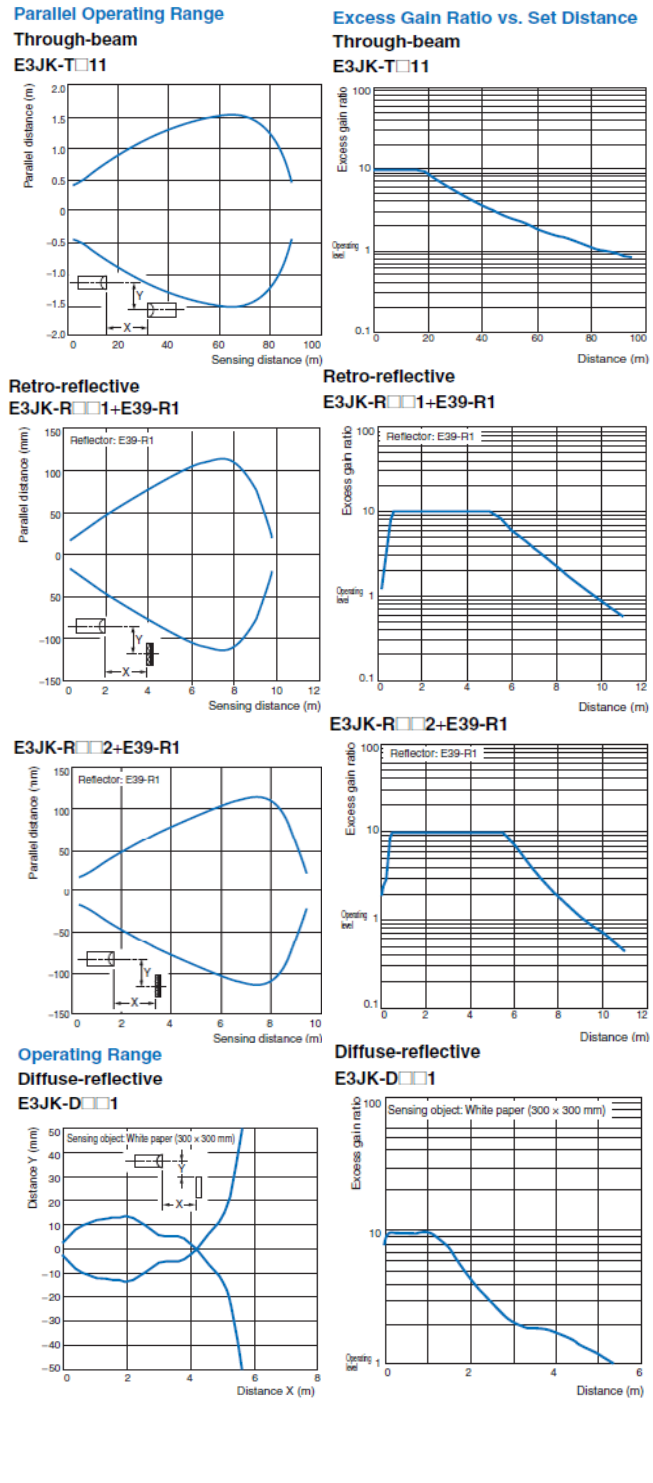 Parallel Operating Range
Through-beam
E3JK-T□11
Parallel distance (m)
2.0
1.5
1.0
0.5
0
−0.5
−1.0
−1.5
−2.0
Y
X
0 20 40 60 80 100
Sensing distance (m)
Excess Gain Ratio vs. Set Distance
Through-beam
E3JK-T□11
Excess gain ratio
100
10
Operating level 1
0.1
0 20 40 60 80 100
Distance (m)
Retro-reflective
E3JK-R□□1+E39-R1
Parallel distance (mm)
Reflector: E39-R1
150
100
50
0
50
−100
−150
Y
X
0 2 4 6 8 10 12
Sensing distance (m)
Retro-reflective
E3JK-R□□1+E39-R1
Excess gain ratio
Reflector: E39-R1
100
10
Operating level 1
0.1
0 2 4 6 8 10 12
Distance (m)
E3JK-R□□2+E39-R1
Parallel distance (mm)
Reflector: E39-R1
150
100
50
0
−50
−100
−150
Y
X
0 2 4 6 8 10
Sensing distance (m)
E3JK-R□□2+E39-R1
Excess gain ratio
Reflector: E39-R1
100
10
Operating level 1
0.1
0 2 4 6 8 10 12
Distance (m)
Operating Range
Diffuse-reflective
E3JK-D□□1
Distance Y (mm)
Sensing object: White paper (300 × 300 mm)
50
40
30
20
10
0
−10
−20
−30
−40
−50
Y
X
0 2 4 6 8
Distance X (m)
Diffuse-reflective
E3JK-D□□1
Excess gain ratio
Sensing object: White paper (300 × 300 mm)
100
10
Operating level 1
0 2 4 6
Distance (m)